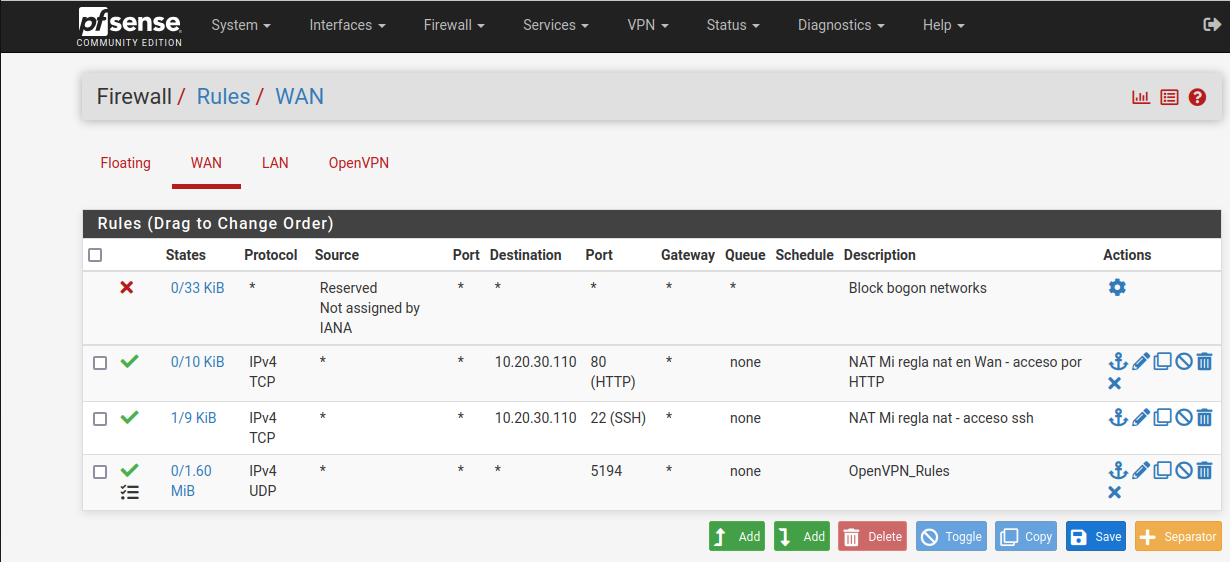 pfsense
COMMUNITY EDITION
System Interfaces Firewall Services VPN Status Diagnostics Help
Firewall / Rules / WAN
Floating WAN LAN OpenVPN
Rules (Drag to Change Order)
States Protocol Source Port Destination Port Gateway Queue Schedule Description Actions
0/33 KiB * Reserved * * * * * Block bogon networks
Not assigned by
IANA
0/10 KiB IPv4 * * 10.20.30.110 80 * none NAT Mi regla nat en Wan - acceso por
TCP (HTTP) HTTP
1/9 KiB IPv4 * * 10.20.30.110 22 (SSH) * none NAT Mi regla nat - acceso ssh
TCP
0/1.60 IPv4 * * * 5194 * none OpenVPN_Rules
MiB UDP
Add Add Delete Toggle Copy Save Separator